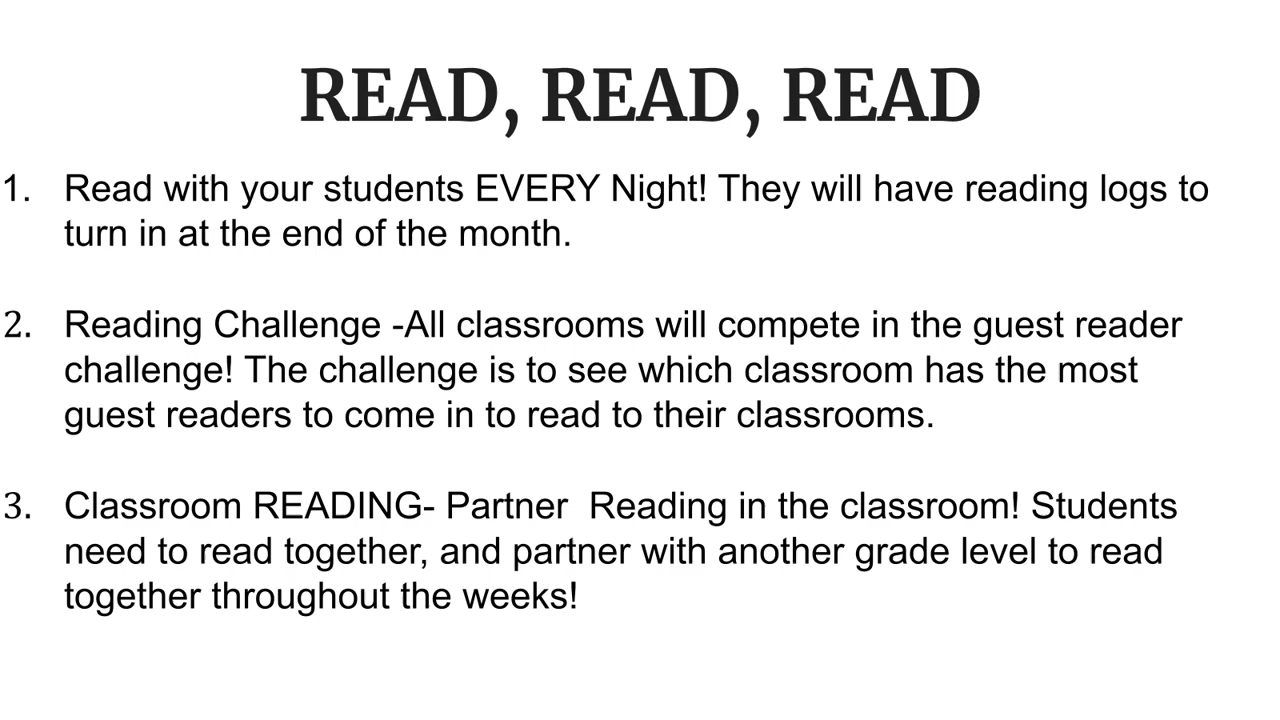 READ, READ, READ
1. Read with your students EVERY Night! They will have reading logs to
turn in at the end of the month.
2. Reading Challenge -All classrooms will compete in the guest reader
challenge! The challenge is to see which classroom has the most
guest readers to come in to read to their classrooms.
3. Classroom READING- Partner  Reading in the classroom! Students
need to read together, and partner with another grade level to read
together throughout the weeks!